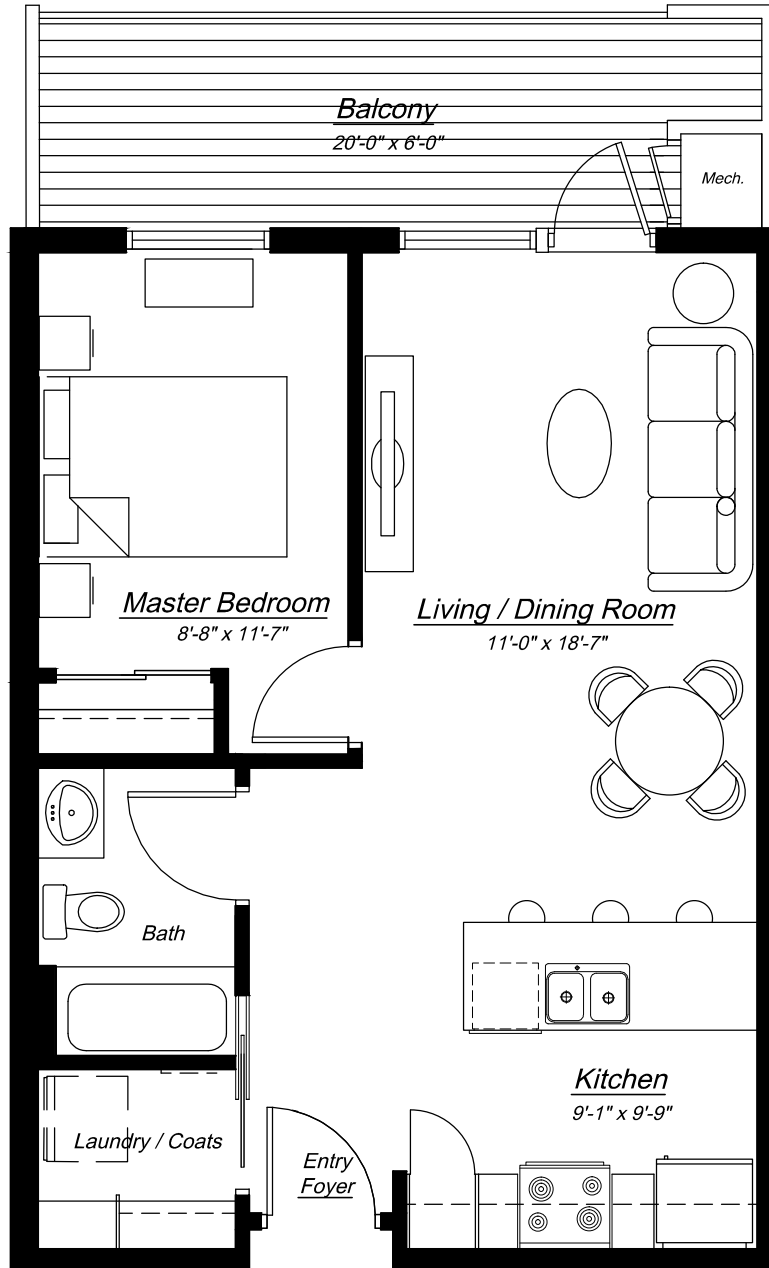 Balcony
20'-0" x 6'-0"
Mech.
Master Bedroom
8'-8" x 11'-7"
Living / Dining Room
11'-0" x 18'-7"
Bath
Kitchen
9'-1" x 9'-9"
Laundry / Coats
Entry
Foyer